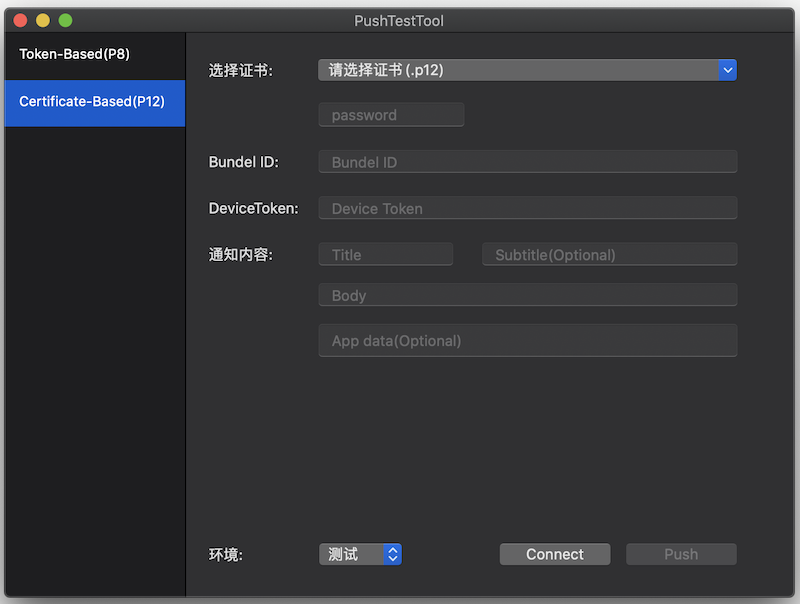 PushTestTool
Token-Based(P8)
Certificate-Based(P12)
选择证书: 请选择证书(.p12)
password
Bundel ID: Bundel ID
DeviceToken: Device Token
通知内容: Title Subtitle(Optional)
Body
App data(Optional)
环境: 测试 Connect Push